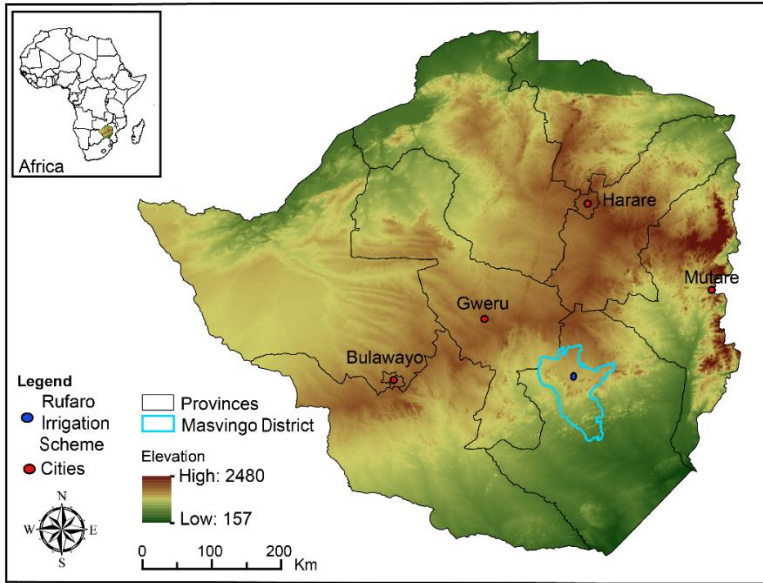 Africa
Harare
Mutare
Gweru
Bulawayo
Legend
Rufaro
Irrigation
Scheme
Cities
Provinces
Masvingo District
Elevation
High: 2480
Low: 157
N
W
E
S
0 100 200
Km